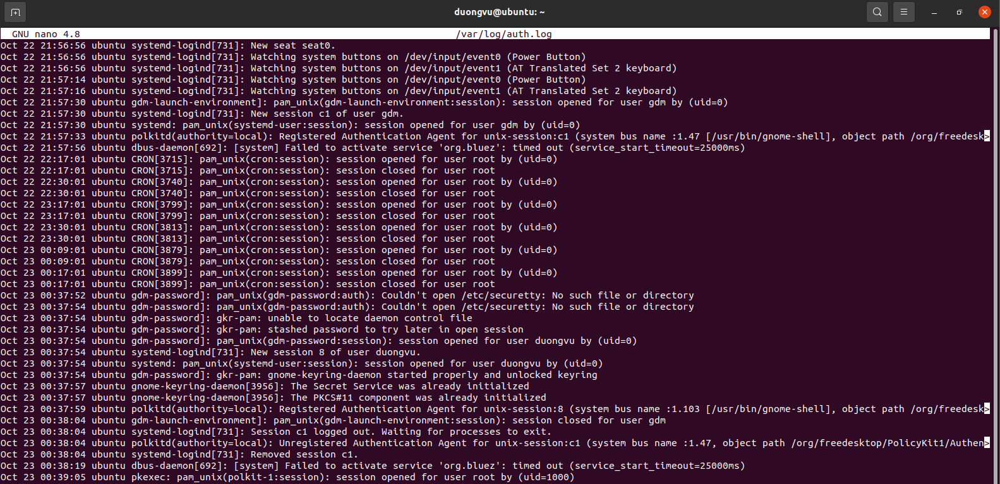 duongvu@ubuntu: ~
GNU nano 4.8 /var/log/auth.log
Oct 22 21:56:56 ubuntu systemd-logind[731]: New seat seat0.
Oct 22 21:56:56 ubuntu systemd-logind[731]: Watching system buttons on /dev/input/event0 (Power Button)
Oct 22 21:56:56 ubuntu systemd-logind[731]: Watching system buttons on /dev/input/event1 (AT Translated Set 2 keyboard)
Oct 22 21:57:14 ubuntu systemd-logind[731]: Watching system buttons on /dev/input/event0 (Power Button)
Oct 22 21:57:16 ubuntu systemd-logind[731]: Watching system buttons on /dev/input/event1 (AT Translated Set 2 keyboard)
Oct 22 21:57:30 ubuntu gdm-launch-environment]: pam_unix(gdm-launch-environment:session): session opened for user gdm by (uid=0)
Oct 22 21:57:30 ubuntu systemd-logind[731]: New session c1 of user gdm.
Oct 22 21:57:30 ubuntu systemd: pam_unix(systemd-user:session): session opened for user gdm by (uid=0)
Oct 22 21:57:33 ubuntu polkitd(authority=local): Registered Authentication Agent for unix-session:c1 (system bus name :1.47 [/usr/bin/gnome-shell], object path /org/freedesk>
Oct 22 21:57:56 ubuntu dbus-daemon[692]: [system] Failed to activate service 'org.bluez': timed out (service_start_timeout=25000ms)
Oct 22 22:17:01 ubuntu CRON[3715]: pam_unix(cron:session): session opened for user root by (uid=0)
Oct 22 22:17:01 ubuntu CRON[3715]: pam_unix(cron:session): session closed for user root
Oct 22 22:30:01 ubuntu CRON[3740]: pam_unix(cron:session): session opened for user root by (uid=0)
Oct 22 22:30:01 ubuntu CRON[3740]: pam_unix(cron:session): session closed for user root
Oct 22 23:17:01 ubuntu CRON[3799]: pam_unix(cron:session): session opened for user root by (uid=0)
Oct 22 23:17:01 ubuntu CRON[3799]: pam_unix(cron:session): session closed for user root
Oct 22 23:30:01 ubuntu CRON[3813]: pam_unix(cron:session): session opened for user root by (uid=0)
Oct 22 23:30:01 ubuntu CRON[3813]: pam_unix(cron:session): session closed for user root
Oct 23 00:09:01 ubuntu CRON[3879]: pam_unix(cron:session): session opened for user root by (uid=0)
Oct 23 00:09:01 ubuntu CRON[3879]: pam_unix(cron:session): session closed for user root
Oct 23 00:17:01 ubuntu CRON[3899]: pam_unix(cron:session): session opened for user root by (uid=0)
Oct 23 00:17:01 ubuntu CRON[3899]: pam_unix(cron:session): session closed for user root
Oct 23 00:37:52 ubuntu gdm-password]: pam_unix(gdm-password:auth): Couldn't open /etc/securetty: No such file or directory
Oct 23 00:37:54 ubuntu gdm-password]: pam_unix(gdm-password:auth): Couldn't open /etc/securetty: No such file or directory
Oct 23 00:37:54 ubuntu gdm-password]: gkr-pam: unable to locate daemon control file
Oct 23 00:37:54 ubuntu gdm-password]: gkr-pam: stashed password to try later in open session
Oct 23 00:37:54 ubuntu gdm-password]: pam_unix(gdm-password:session): session opened for user duongvu by (uid=0)
Oct 23 00:37:54 ubuntu systemd-logind[731]: New session 8 of user duongvu.
Oct 23 00:37:54 ubuntu systemd: pam_unix(systemd-user:session): session opened for user duongvu by (uid=0)
Oct 23 00:37:54 ubuntu gdm-password]: gkr-pam: gnome-keyring-daemon started properly and unlocked keyring
Oct 23 00:37:57 ubuntu gnome-keyring-daemon[3956]: The Secret Service was already initialized
Oct 23 00:37:57 ubuntu gnome-keyring-daemon[3956]: The PKCS#11 component was already initialized
Oct 23 00:37:59 ubuntu polkitd(authority=local): Registered Authentication Agent for unix-session:8 (system bus name :1.103 [/usr/bin/gnome-shell], object path /org/freedesk>
Oct 23 00:38:04 ubuntu gdm-launch-environment]: pam_unix(gdm-launch-environment:session): session closed for user gdm
Oct 23 00:38:04 ubuntu systemd-logind[731]: Session c1 logged out. Waiting for processes to exit.
Oct 23 00:38:04 ubuntu polkitd(authority=local): Unregistered Authentication Agent for unix-session:c1 (system bus name :1.47, object path /org/freedesktop/PolicyKit1/Authen>
Oct 23 00:38:04 ubuntu systemd-logind[731]: Removed session c1.
Oct 23 00:38:19 ubuntu dbus-daemon[692]: [system] Failed to activate service 'org.bluez': timed out (service_start_timeout=25000ms)
Oct 23 00:39:05 ubuntu pkexec: pam_unix(polkit-1:session): session opened for user root by (uid=1000)